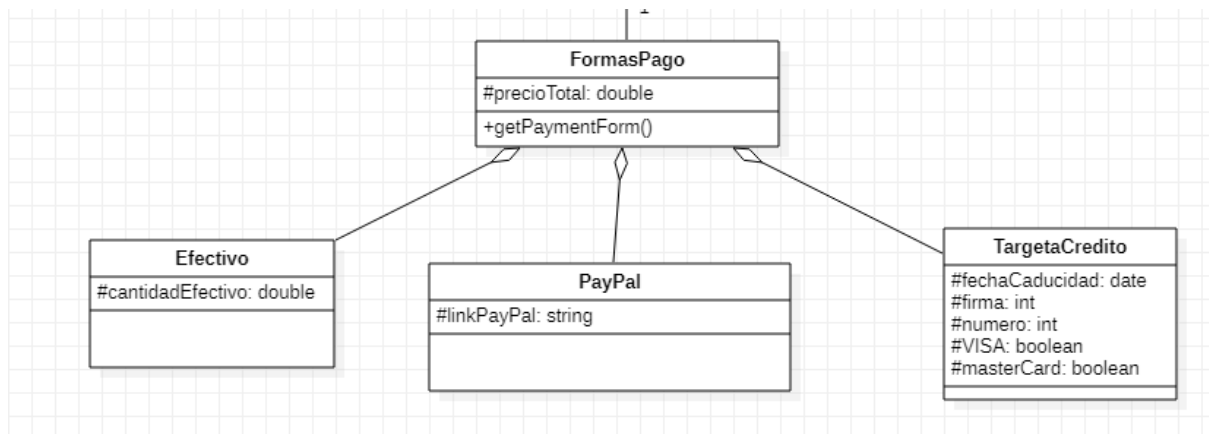 1
FormasPago
#precioTotal: double
+getPaymentForm()
Efectivo
#cantidadEfectivo: double
PayPal
#linkPayPal: string
TargetaCredito
#fechaCaducidad: date
#firma: int
#numero: int
#VISA: boolean
#masterCard: boolean